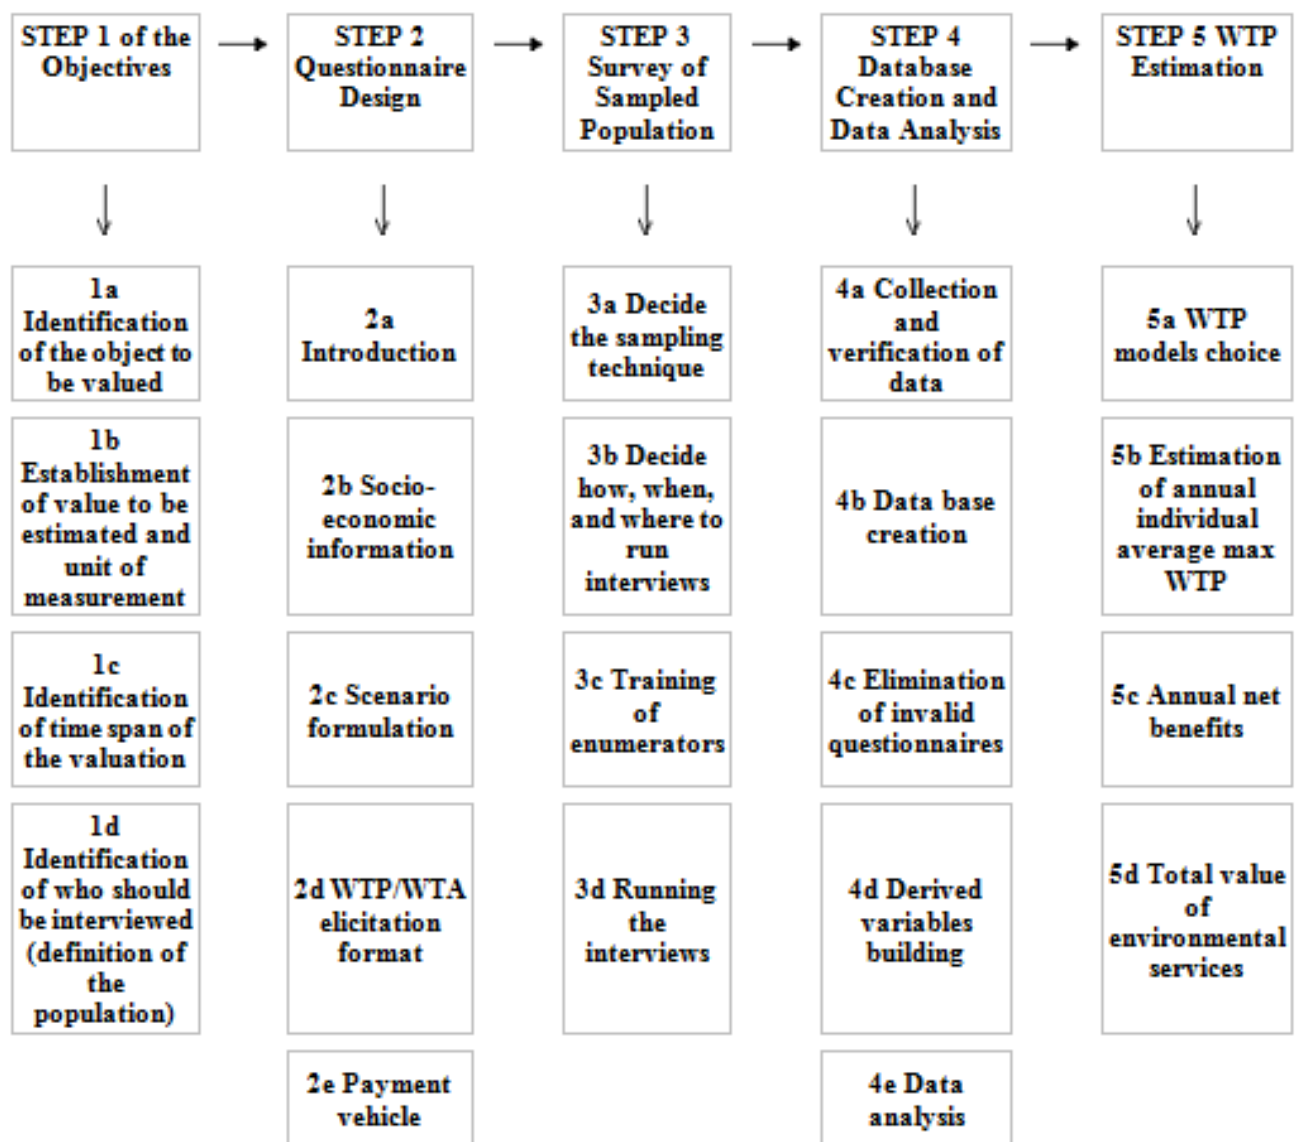 STEP 1 of the
Objectives
STEP 2
Questionnaire
Design
STEP 3
Survey of
Sampled
Population
STEP 4
Database
Creation and
Data Analysis
STEP 5 WTP
Estimation
1a
Identification
of the object to
be valued
2a
Introduction
3a Decide
the sampling
technique
4a Collection
and
verification of
data
5a WTP
models choice
1b
Establishment
of value to be
estimated and
unit of
measurement
2b Socio-
economic
information
3b Decide
how, when,
and where to
run
interviews
4b Data base
creation
5b Estimation
of annual
individual
average max
WTP
1c
Identification
of time span of
the valuation
2c Scenario
formulation
3c Training
of
enumerators
4c Elimination
of invalid
questionnaires
5c Annual net
benefits
1d
Identification
of who should
be interviewed
(definition of
the
population)
2d WTP/WTA
elicitation
format
3d Running
the
interviews
4d Derived
variables
building
5d Total value
of
environmental
services
2e Payment
vehicle
4e Data
analysis